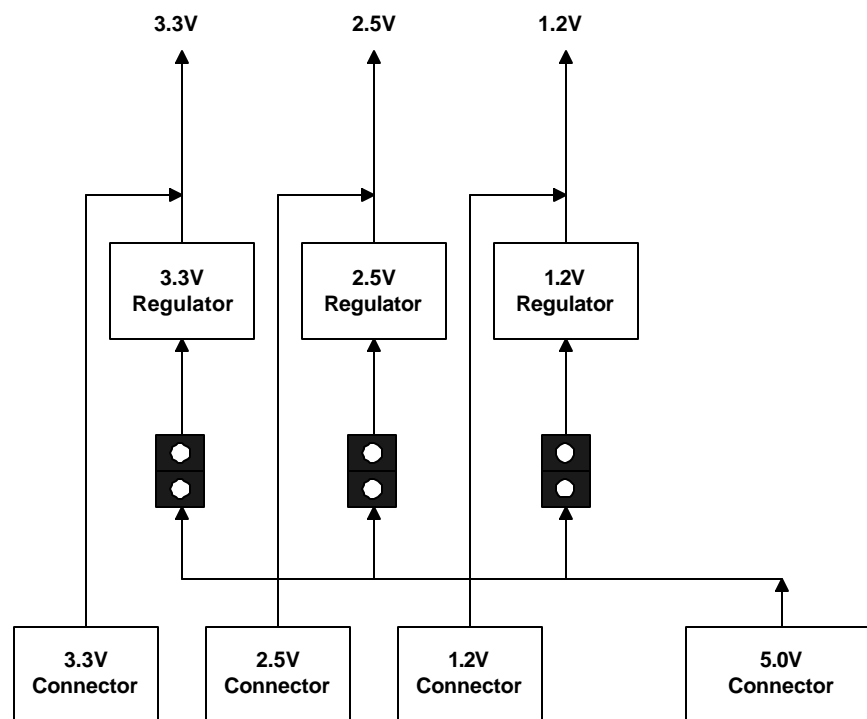 3.3V
2.5V
1.2V
3.3V
Regulator
2.5V
Regulator
1.2V
Regulator
3.3V
Connector
2.5V
Connector
1.2V
Connector
5.0V
Connector